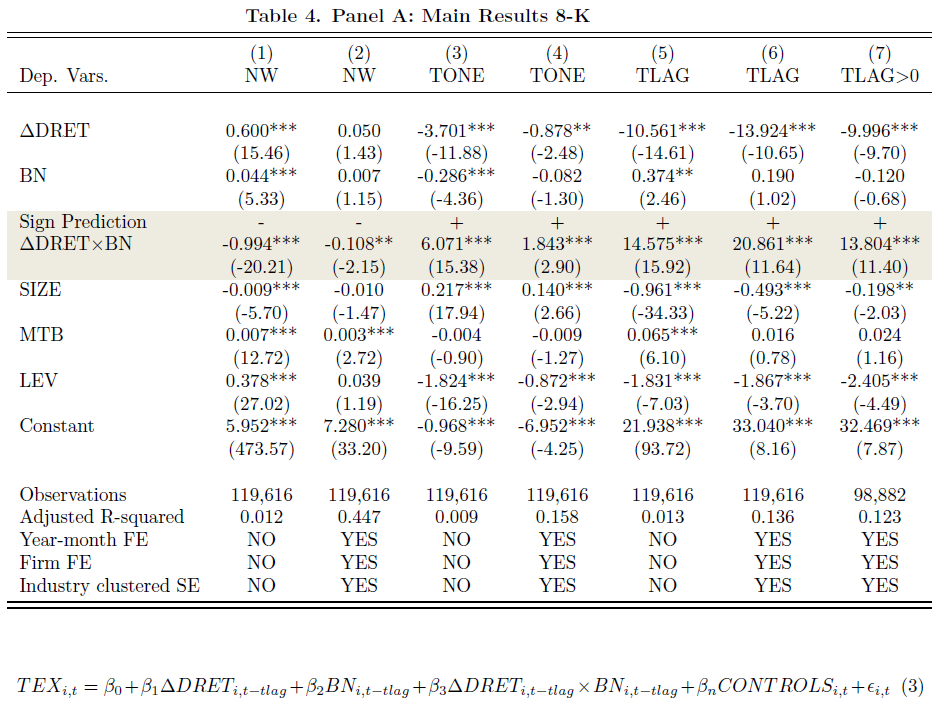 Table 4. Panel A: Main Results 8-K
(1) (2) (3) (4) (5) (6) (7)
Dep. Vars. NW NW TONE TONE TLAG TLAG TLAG>0
ΔDRET 0.600*** 0.050 -3.701*** -0.878** -10.561*** -13.924*** -9.996***
(15.46) (1.43) (-11.88) (-2.48) (-14.61) (-10.65) (-9.70)
BN 0.044*** 0.007 -0.286*** -0.082 0.374** 0.190 -0.120
(5.33) (1.15) (-4.36) (-1.30) (2.46) (1.02) (-0.68)
Sign Prediction - - + + + + +
ΔDRET×BN -0.994*** -0.108** 6.071*** 1.843*** 14.575*** 20.861*** 13.804***
(-20.21) (-2.15) (15.38) (2.90) (15.92) (11.64) (11.40)
SIZE -0.009*** -0.010 0.217*** 0.140*** -0.961*** -0.493*** -0.198**
(-5.70) (-1.47) (17.94) (2.66) (-34.33) (-5.22) (-2.03)
MTB 0.007*** 0.003*** -0.004 -0.009 0.065*** 0.016 0.024
(12.72) (2.72) (-0.90) (-1.27) (6.10) (0.78) (1.16)
LEV 0.378*** 0.039 -1.824*** -0.872*** -1.831*** -1.867*** -2.405***
(27.02) (1.19) (-16.25) (-2.94) (-7.03) (-3.70) (-4.49)
Constant 5.952*** 7.280*** -0.968*** -6.952*** 21.938*** 33.040*** 32.469***
(473.57) (33.20) (-9.59) (-4.25) (93.72) (8.16) (7.87)
Observations 119,616 119,616 119,616 119,616 119,616 119,616 98,882
Adjusted R-squared 0.012 0.447 0.009 0.158 0.013 0.136 0.123
Year-month FE NO YES NO YES NO YES YES
Firm FE NO YES NO YES NO YES YES
Industry clustered SE NO YES NO YES NO YES YES
TEX_{i,t} = β_0+β_1ΔDRET_{i,t−tlag}+β_2BN_{i,t−tlag}+β_3ΔDRET_{i,t−tlag}×BN_{i,t−tlag}+β_nCONTROLS_{i,t}+ϵ_{i,t} (3)